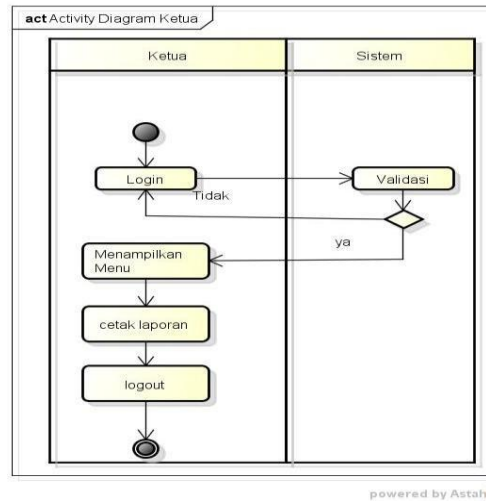 act Activity Diagram Ketua
Ketua
Sistem
Login
Validasi
Tidak
ya
Menampilkan
Menu
cetak laporan
logout
powered by Astah